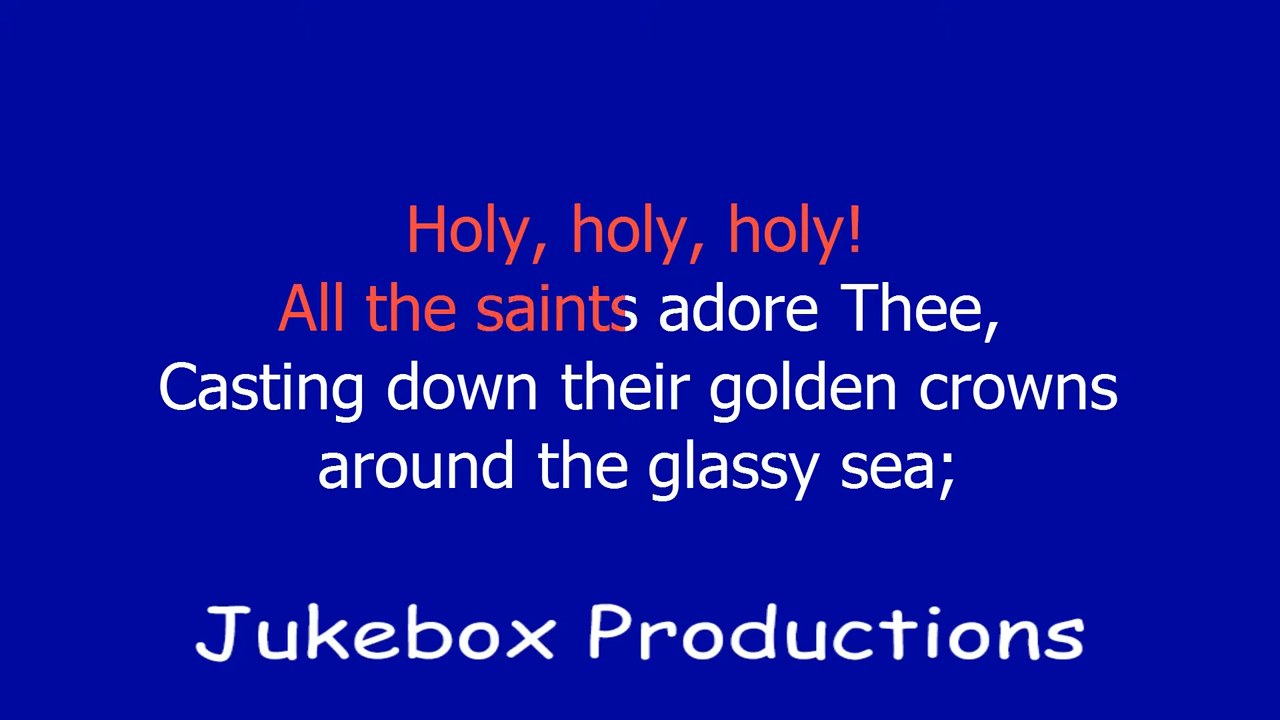 Holy, holy, holy!
All the saints adore Thee,
Casting down their golden crowns
around the glassy sea;
Jukebox Productions